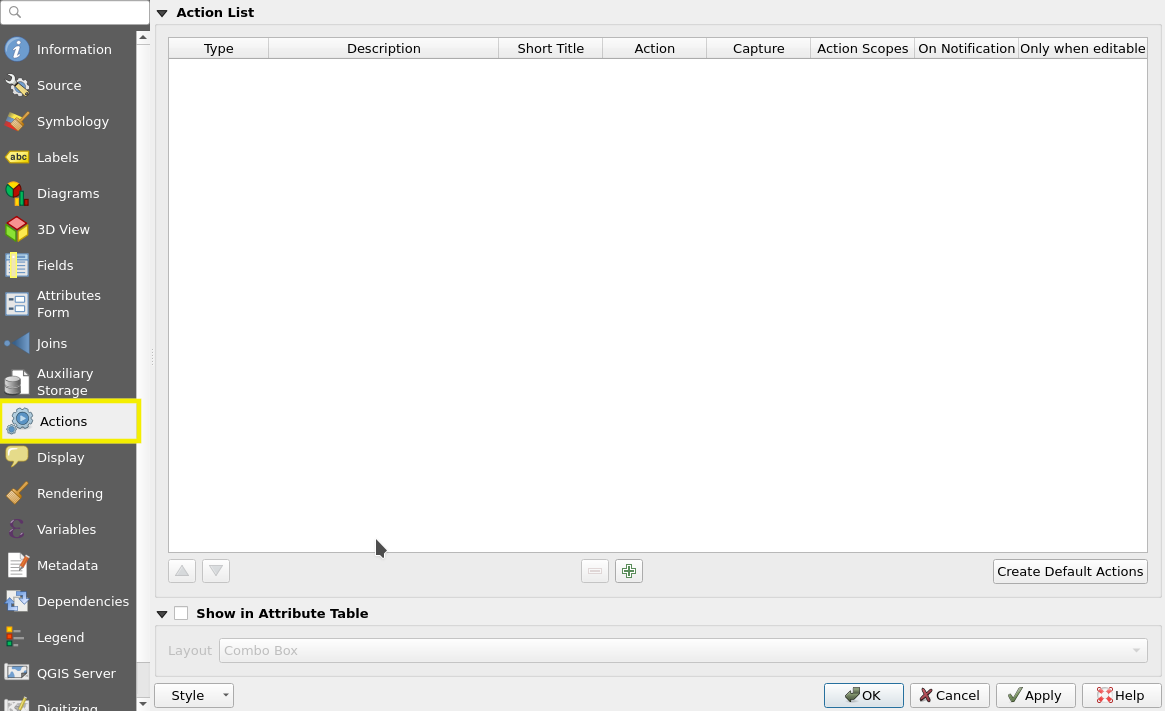 Information
Source
Symbology
abc Labels
Diagrams
3D View
Fields
Attributes
Form
Joins
Auxiliary
Storage
Actions
Display
Rendering
Variables
Metadata
Dependencies
Legend
QGIS Server
Digitizing
Action List
Type Description Short Title Action Capture Action Scopes On Notification Only when editable
Create Default Actions
Show in Attribute Table
Layout Combo Box
Style OK Cancel Apply Help